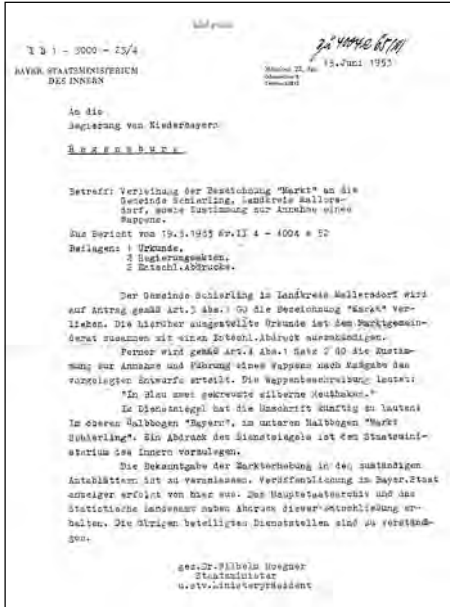 I B 1 - 3000 - 23/4
BAYER. STAATSMINISTERIUM
DES INNERN
15. Juni 1953
An die
Regierung von Niederbayern
Regensburg
Betreff: Verleihung der Bezeichnung "Markt" an die
Gemeinde Schierling, Landkreis Mallers-
dorf, sowie Zustimmung zur Annahme eines
Wappens.
Zum Bericht vom 19.5.1953 Nr.II 4 - 4004 e 52
Beilagen: 1 Urkunde,
2 Regierungsakten,
2 Entschl.Abdrucke.
Der Gemeinde Schierling im Landkreis Mallersdorf wird
auf Antrag gemäß Art.3 Abs.1 GO die Bezeichnung "Markt" ver-
liehen. Die hierüber ausgestellte Urkunde ist dem Marktgemein-
derat zusammen mit einem Entschl.Abdruck auszuhändigen.
Ferner wird gemäß Art.4 Abs.1 Satz 2 GO die Zustim-
mung zur Annahme und Führung eines Wappens nach Maßgabe des
vorgelegten Entwurfs erteilt. Die Wappenbeschreibung lautet:
"In Blau zwei gekreuzte silberne Heuhaken."
Im Dienstsiegel hat die Umschrift künftig zu lauten:
Im oberen Halbbogen "Bayern", im unteren Halbbogen "Markt
Schierling". Ein Abdruck des Dienstsiegels ist dem Staatsmini-
sterium des Innern vorzulegen.
Die Bekanntgabe der Markterhebung in den zuständigen
Amtsblättern ist zu veranlassen. Veröffentlichung im Bayer.Staat
anzeiger erfolgt von hier aus. Das Hauptstaatsarchiv und das
Statistische Landesamt haben Abdruck dieser Entschließung er-
halten. Die übrigen beteiligten Dienststellen sind zu verständi-
gen.
gez.Dr.Wilhelm Hoegner
Staatsminister
u.stv.Ministerpräsident